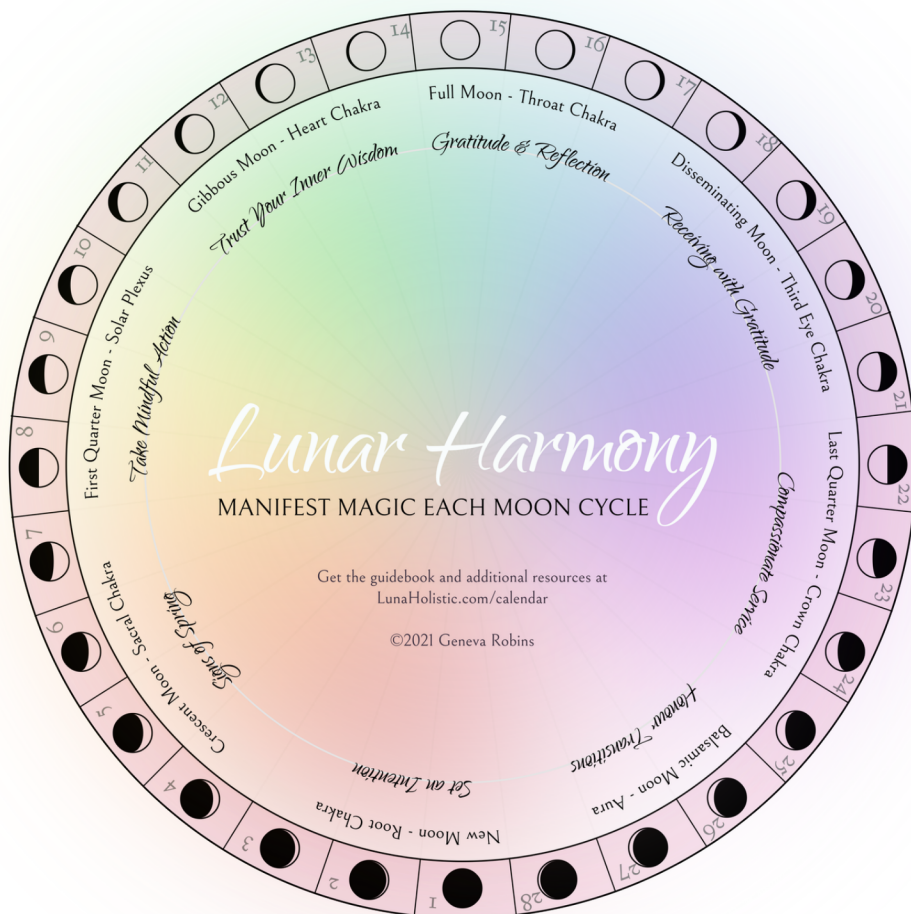 Lunar Harmony
MANIFEST MAGIC EACH MOON CYCLE
Get the guidebook and additional resources at
LunaHolistic.com/calendar
©2021 Geneva Robins
New Moon - Root Chakra
Set an Intention
Crescent Moon - Sacral Chakra
Signs of Spring
First Quarter Moon - Solar Plexus
Take Mindful Action
Gibbous Moon - Heart Chakra
Trust Your Inner Wisdom
Full Moon - Throat Chakra
Gratitude & Reflection
Disseminating Moon - Third Eye Chakra
Receiving with Gratitude
Last Quarter Moon - Crown Chakra
Compassionate Service
Balsamic Moon - Aura
Honour Transitions
1
2
3
4
5
6
7
8
9
10
11
12
13
14
15
16
17
18
19
20
21
22
23
24
25
26
27
28